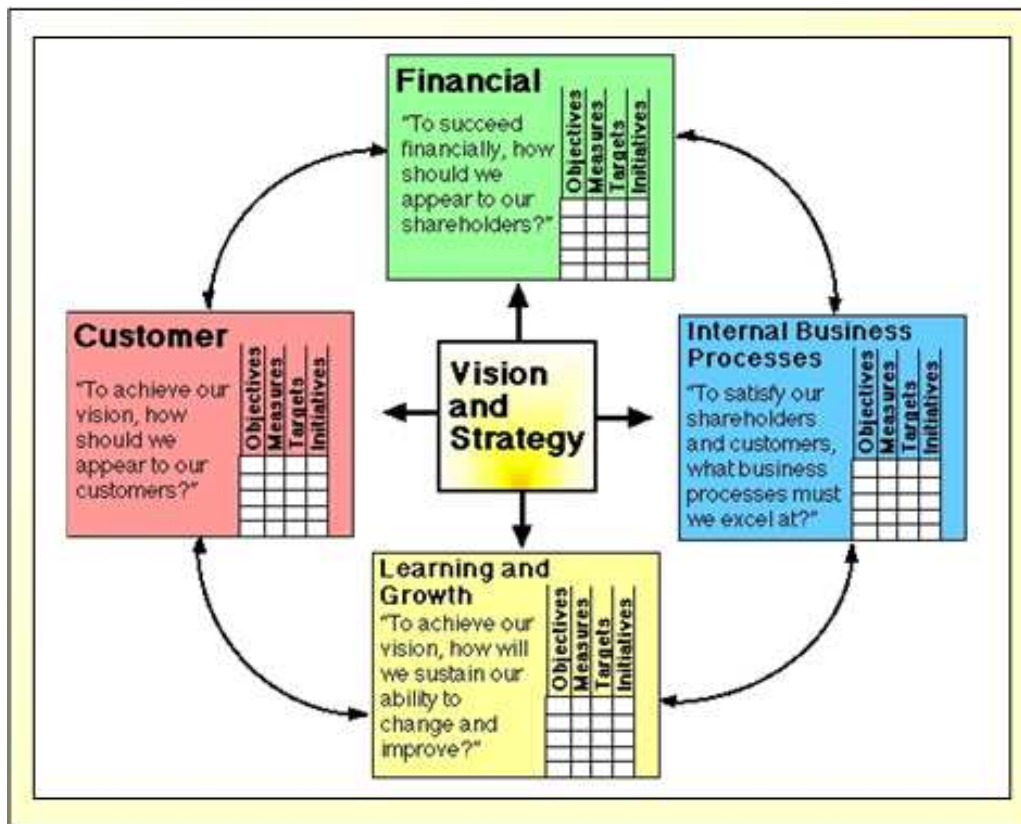 Financial
"To succeed
financially, how
should we
appear to our
shareholders?"
Objectives
Measures
Targets
Initiatives
Customer
"To achieve our
vision, how
should we
appear to our
customers?"
Objectives
Measures
Targets
Initiatives
Vision
and
Strategy
Internal Business
Processes
"To satisfy our
shareholders
and customers,
what business
processes must
we excel at?"
Objectives
Measures
Targets
Initiatives
Learning and
Growth
"To achieve our
vision, how will
we sustain our
ability to
change and
improve?"
Objectives
Measures
Targets
Initiatives